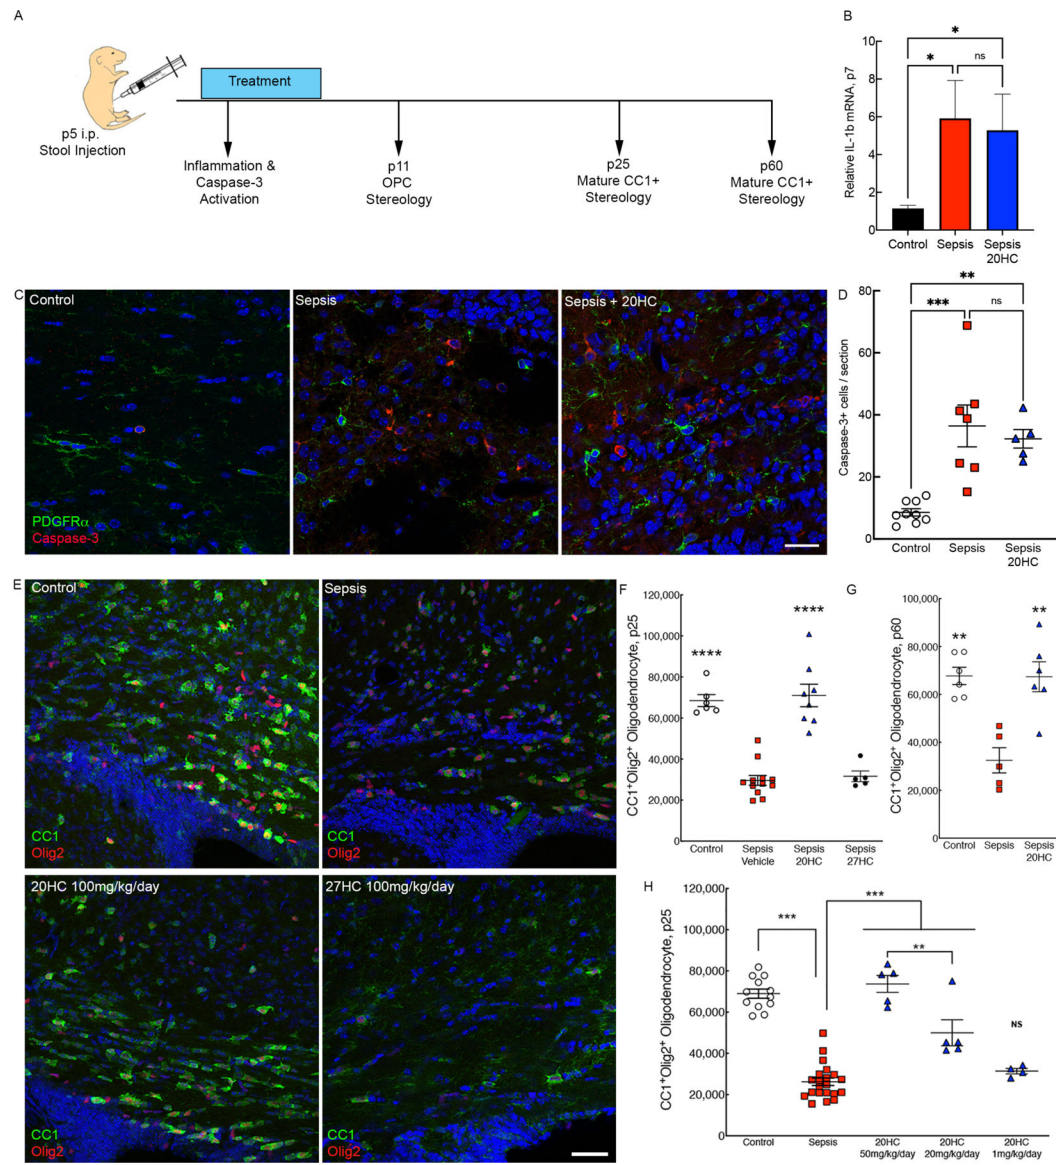 A
Treatment
p5 i.p.
Stool Injection
Inflammation &
Caspase-3
Activation
p11
OPC
Stereology
p25
Mature CC1+
Stereology
p60
Mature CC1+
Stereology
B
Relative IL-1b mRNA, p7
10
8
6
4
2
0
*
*
ns
Control
Sepsis
Sepsis
20HC
C
Control
PDGFRα
Caspase-3
Sepsis
Sepsis + 20HC
D
Caspase-3+ cells / section
80
60
40
20
0
**
***
ns
Control
Sepsis
Sepsis
20HC
E
Control
CC1
Olig2
Sepsis
CC1
Olig2
20HC 100mg/kg/day
CC1
Olig2
27HC 100mg/kg/day
CC1
Olig2
F
CC1⁺Olig2⁺ Oligodendrocyte, p25
120,000
100,000
80,000
60,000
40,000
20,000
0
****
****
Control
Sepsis
Vehicle
Sepsis
20HC
Sepsis
27HC
G
CC1⁺Olig2⁺ Oligodendrocyte, p60
100,000
80,000
60,000
40,000
20,000
0
**
**
Control
Sepsis
Sepsis
20HC
H
CC1⁺Olig2⁺ Oligodendrocyte, p25
120,000
100,000
80,000
60,000
40,000
20,000
0
***
***
**
NS
Control
Sepsis
20HC
50mg/kg/day
20HC
20mg/kg/day
20HC
1mg/kg/day